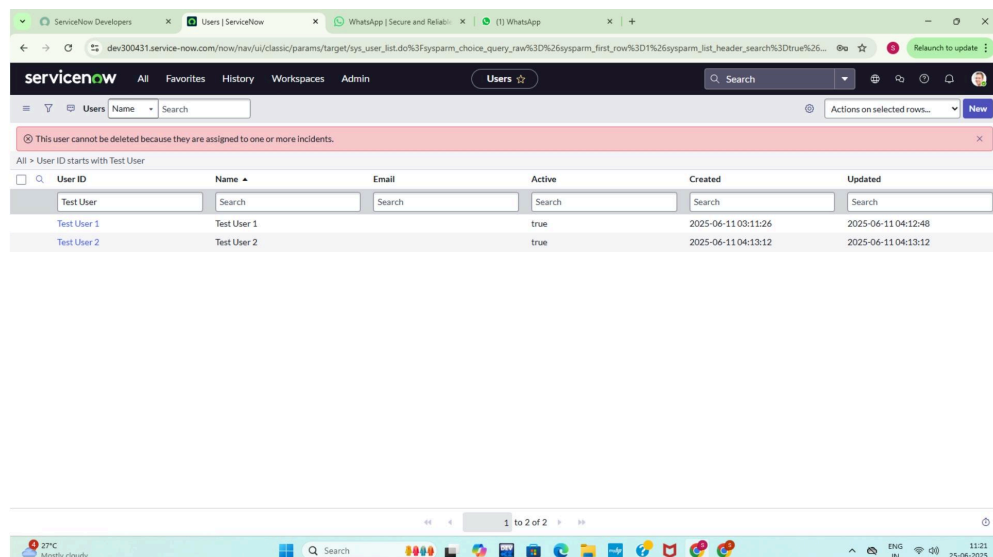 ServiceNow Developers Users | ServiceNow WhatsApp | Secure and Reliable (1) WhatsApp
dev300431.service-now.com/now/nav/ui/classic/params/target/sys_user_list.do%3Fsysparm_choice_query_raw%3D%26sysparm_first_row%3D1%26sysparm_list_header_search%3Dtrue%26... S Relaunch to update
servicenow All Favorites History Workspaces Admin Users Search
Users Name Search Actions on selected rows... New
This user cannot be deleted because they are assigned to one or more incidents.
All > User ID starts with Test User
User ID Name Email Active Created Updated
Test User Search Search Search Search Search
Test User 1 Test User 1 true 2025-06-11 03:11:26 2025-06-11 04:12:48
Test User 2 Test User 2 true 2025-06-11 04:13:12 2025-06-11 04:13:12
1 to 2 of 2
4 27°C Search ENG 11:21
Mostly cloudy IN 25-06-2025